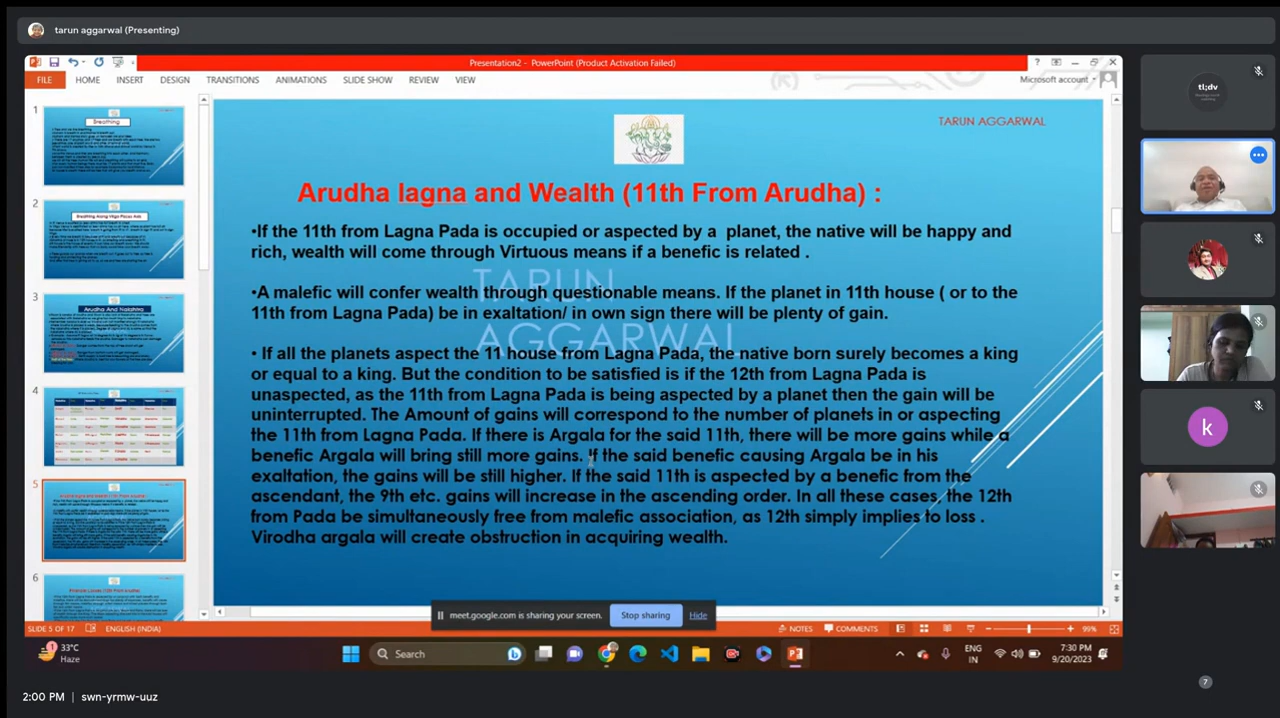 tarun aggarwal (Presenting)
Presentation2 - PowerPoint (Product Activation Failed)
FILE HOME INSERT DESIGN TRANSITIONS ANIMATIONS SLIDE SHOW REVIEW VIEW
Microsoft account
1
Breathing
2
3
Arudha And Nakshtra
4
5
6
TARUN AGGARWAL
Arudha lagna and Wealth (11th From Arudha) :
•If the 11th from Lagna Pada is occupied or aspected by a planet, the native will be happy and
rich, wealth will come through Virtuous means if a benefic is related .
TARUN
AGGARWAL
•A malefic will confer wealth through questionable means. If the planet in 11th house ( or to the
11th from Lagna Pada) be in exaltation/ in own sign there will be plenty of gain.
• If all the planets aspect the 11 house from Lagna Pada, the native born surely becomes a king
or equal to a king. But the condition to be satisfied is if the 12th from Lagna Pada is
unaspected, as the 11th from Lagna Pada is being aspected by a planet then the gain will be
uninterrupted. The Amount of gains will correspond to the number of planets in or aspecting
the 11th from Lagna Pada. If there is Argala for the said 11th, there will be more gains while a
benefic Argala will bring still more gains. If the said benefic causing Argala be in his
exaltation, the gains will be still higher. If the said 11th is aspected by a benefic from the
ascendant, the 9th etc. gains will increase in the ascending order. In all these cases, the 12th
from Pada be simultaneously free from malefic association, as 12th simply implies to loss .
Virodha argala will create obstruction in acquiring wealth.
meet.google.com is sharing your screen. Stop sharing Hide
SLIDE 5 OF 17 ENGLISH (INDIA) NOTES COMMENTS 99%
33°C
Haze
Search
ENG
IN
7:30 PM
9/20/2023
tl;dv
k
2:00 PM | swn-yrmw-uuz
?